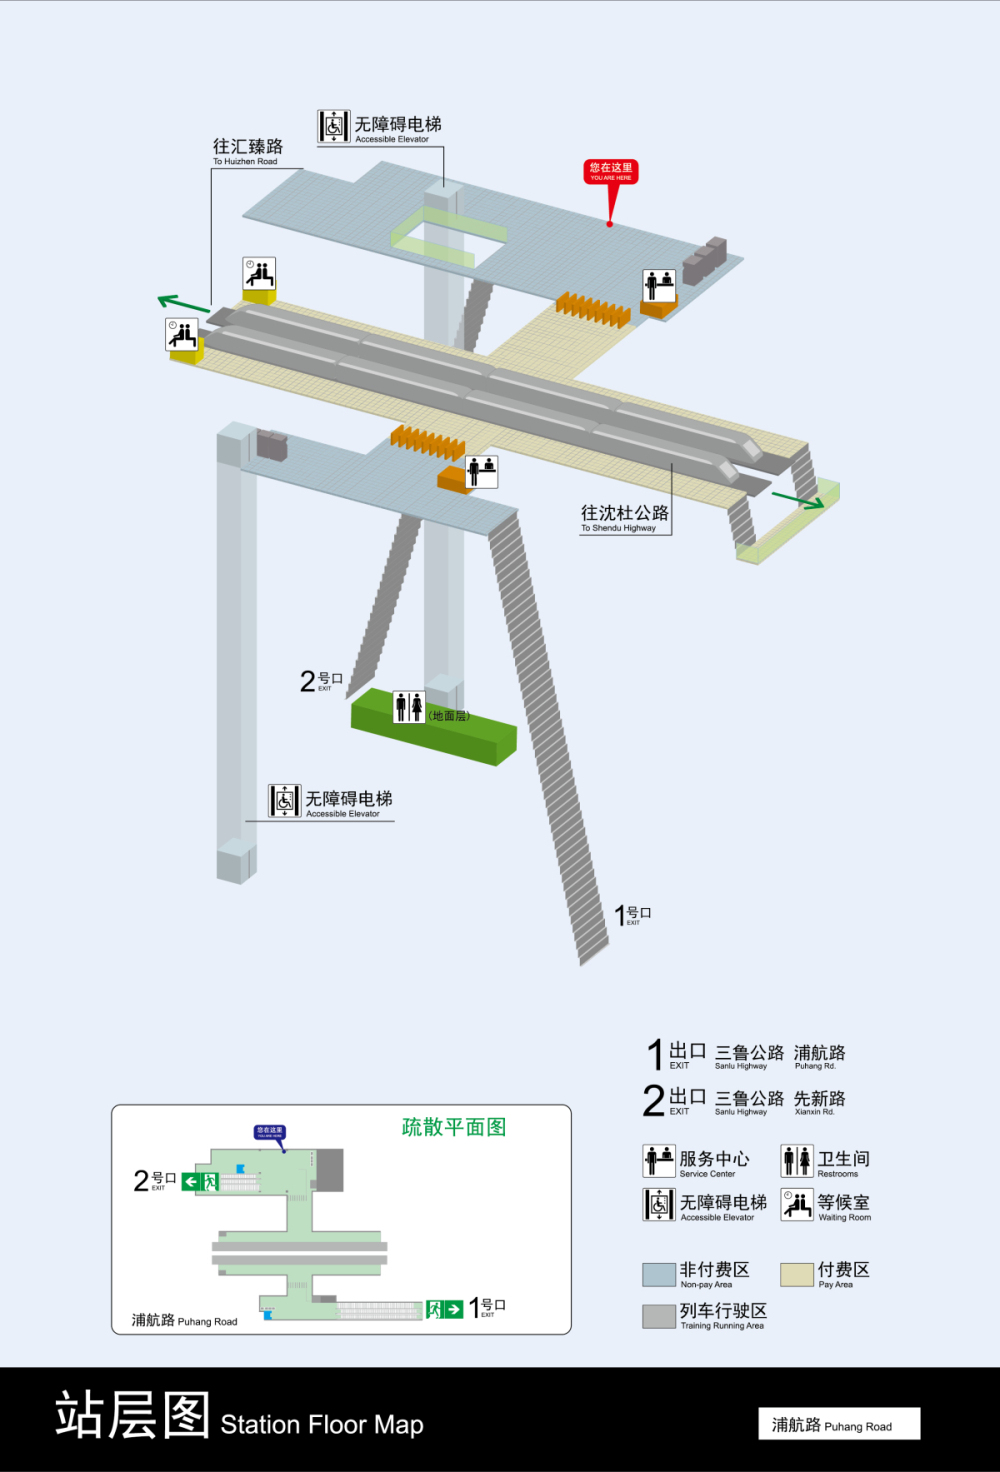 无障碍电梯
Accessible Elevator
往汇臻路
To Huizhen Road
您在这里
YOU ARE HERE
往沈杜公路
To Shendu Highway
2号口
EXIT
(地面层)
无障碍电梯
Accessible Elevator
1号口
EXIT
1 出口 三鲁公路 浦航路
EXIT Sanlu Highway Puhang Rd.
2 出口 三鲁公路 先新路
EXIT Sanlu Highway Xianxin Rd.
疏散平面图
您在这里
YOU ARE HERE
2号口
EXIT
1号口
EXIT
浦航路 Puhang Road
服务中心 卫生间
Service Center Restrooms
无障碍电梯 等候室
Accessible Elevator Waiting Room
非付费区 付费区
Non-pay Area Pay Area
列车行驶区
Training Running Area
站层图 Station Floor Map
浦航路 Puhang Road